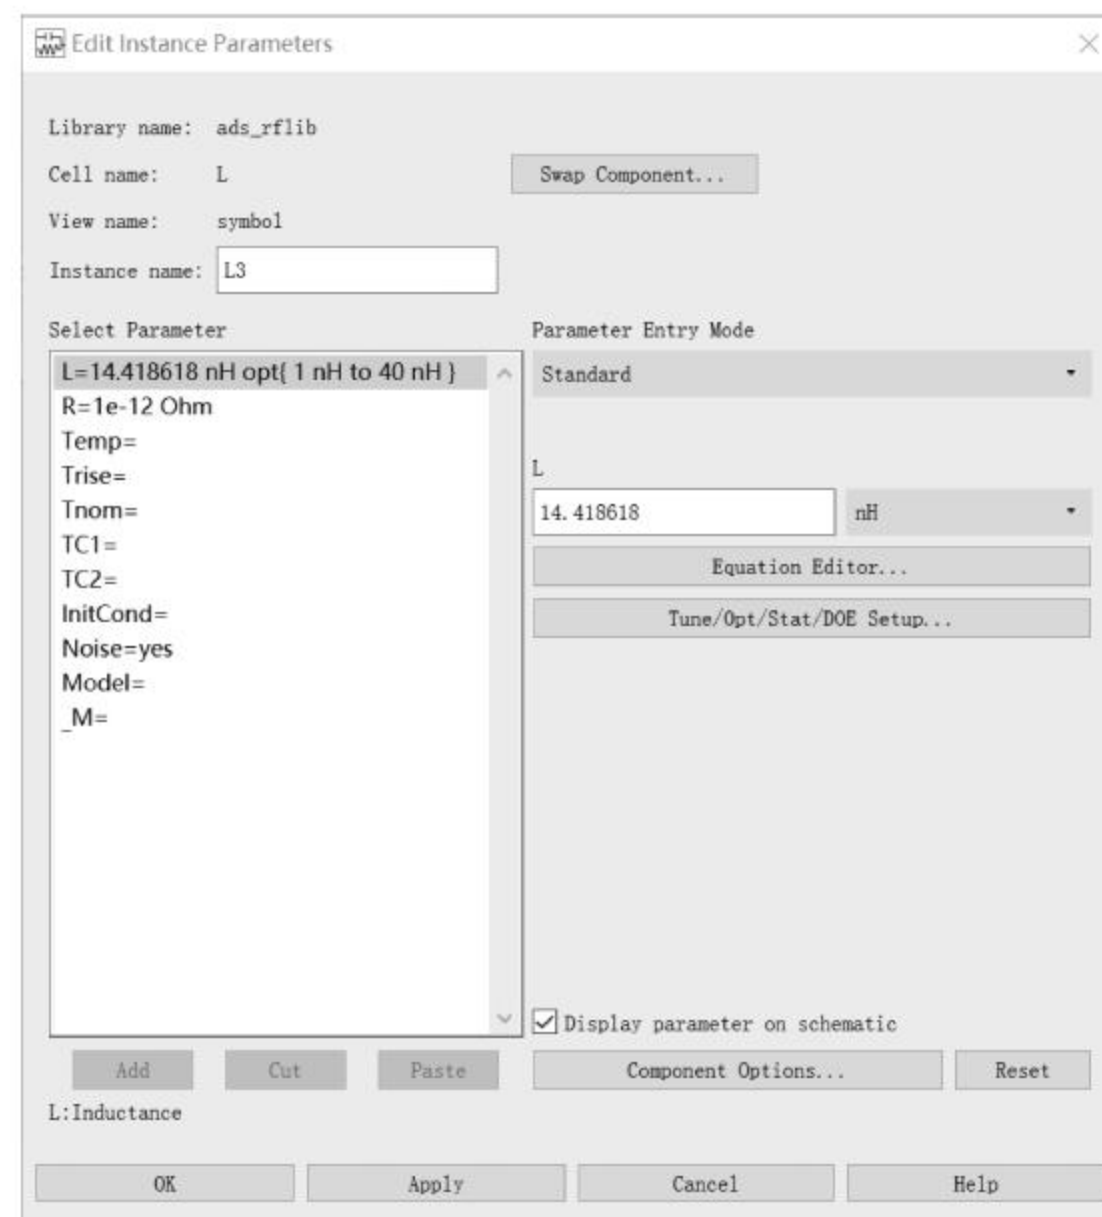 Edit Instance Parameters
Library name: ads_rflib
Cell name: L
Swap Component...
View name: symbol
Instance name: L3
Select Parameter
Parameter Entry Mode
L=14.418618 nH opt{ 1 nH to 40 nH }
Standard
R=1e-12 Ohm
Temp=
Trise=
L
Tnom=
14.418618 nH
TC1=
Equation Editor...
TC2=
InitCond=
Tune/Opt/Stat/DOE Setup...
Noise=yes
Model=
_M=
Display parameter on schematic
Add Cut Paste
Component Options... Reset
L:Inductance
OK Apply Cancel Help